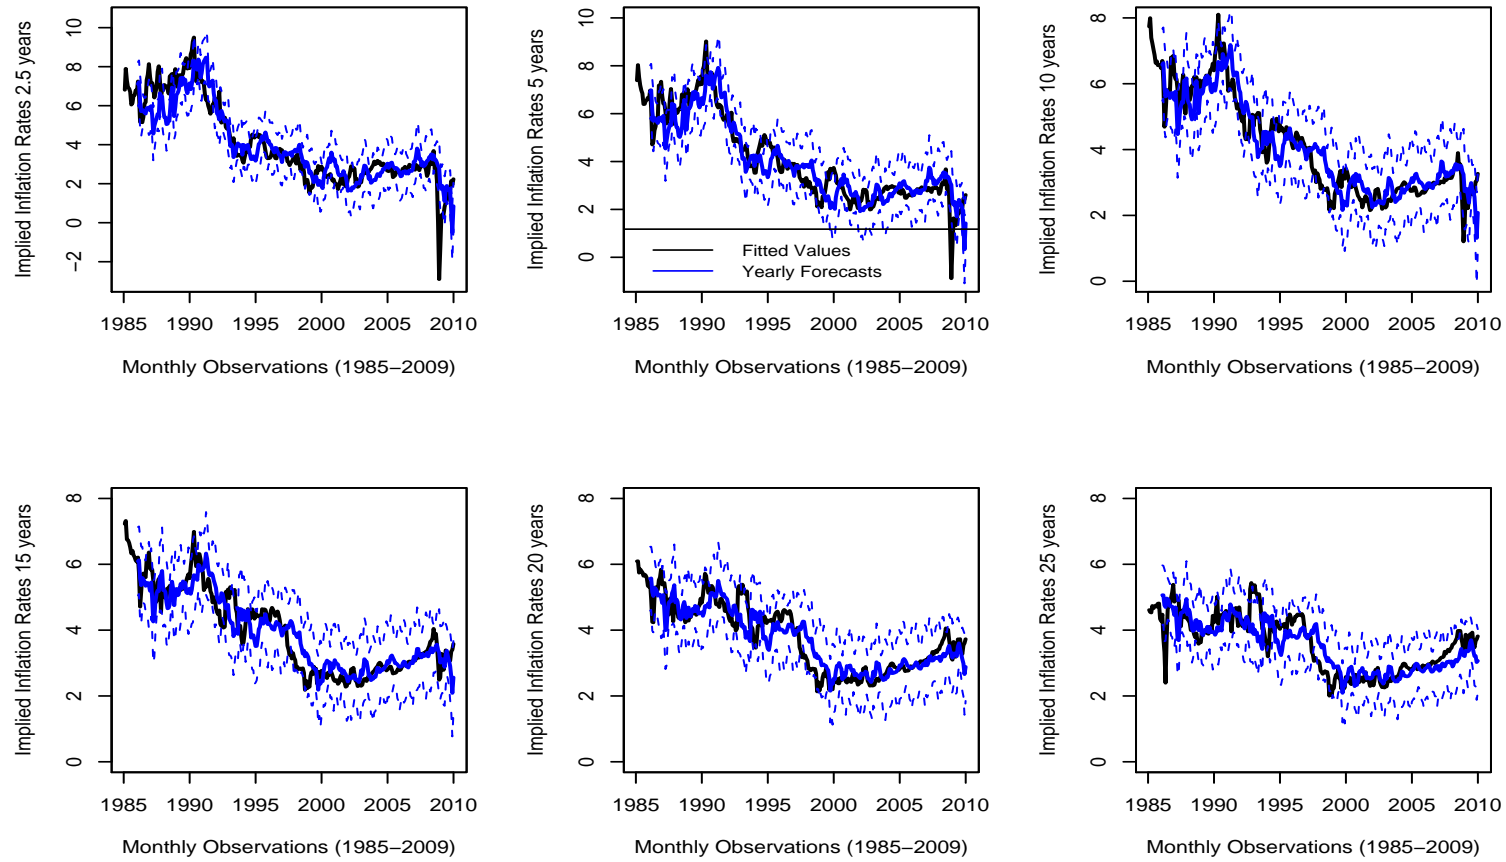 Implied Inflation Rates 2.5 years
10
8
6
4
2
0
−2
1985 1990 1995 2000 2005 2010
Monthly Observations (1985−2009)
Implied Inflation Rates 5 years
10
8
6
4
2
0
Fitted Values
Yearly Forecasts
1985 1990 1995 2000 2005 2010
Monthly Observations (1985−2009)
Implied Inflation Rates 10 years
8
6
4
2
0
1985 1990 1995 2000 2005 2010
Monthly Observations (1985−2009)
Implied Inflation Rates 15 years
8
6
4
2
0
1985 1990 1995 2000 2005 2010
Monthly Observations (1985−2009)
Implied Inflation Rates 20 years
8
6
4
2
0
1985 1990 1995 2000 2005 2010
Monthly Observations (1985−2009)
Implied Inflation Rates 25 years
8
6
4
2
0
1985 1990 1995 2000 2005 2010
Monthly Observations (1985−2009)